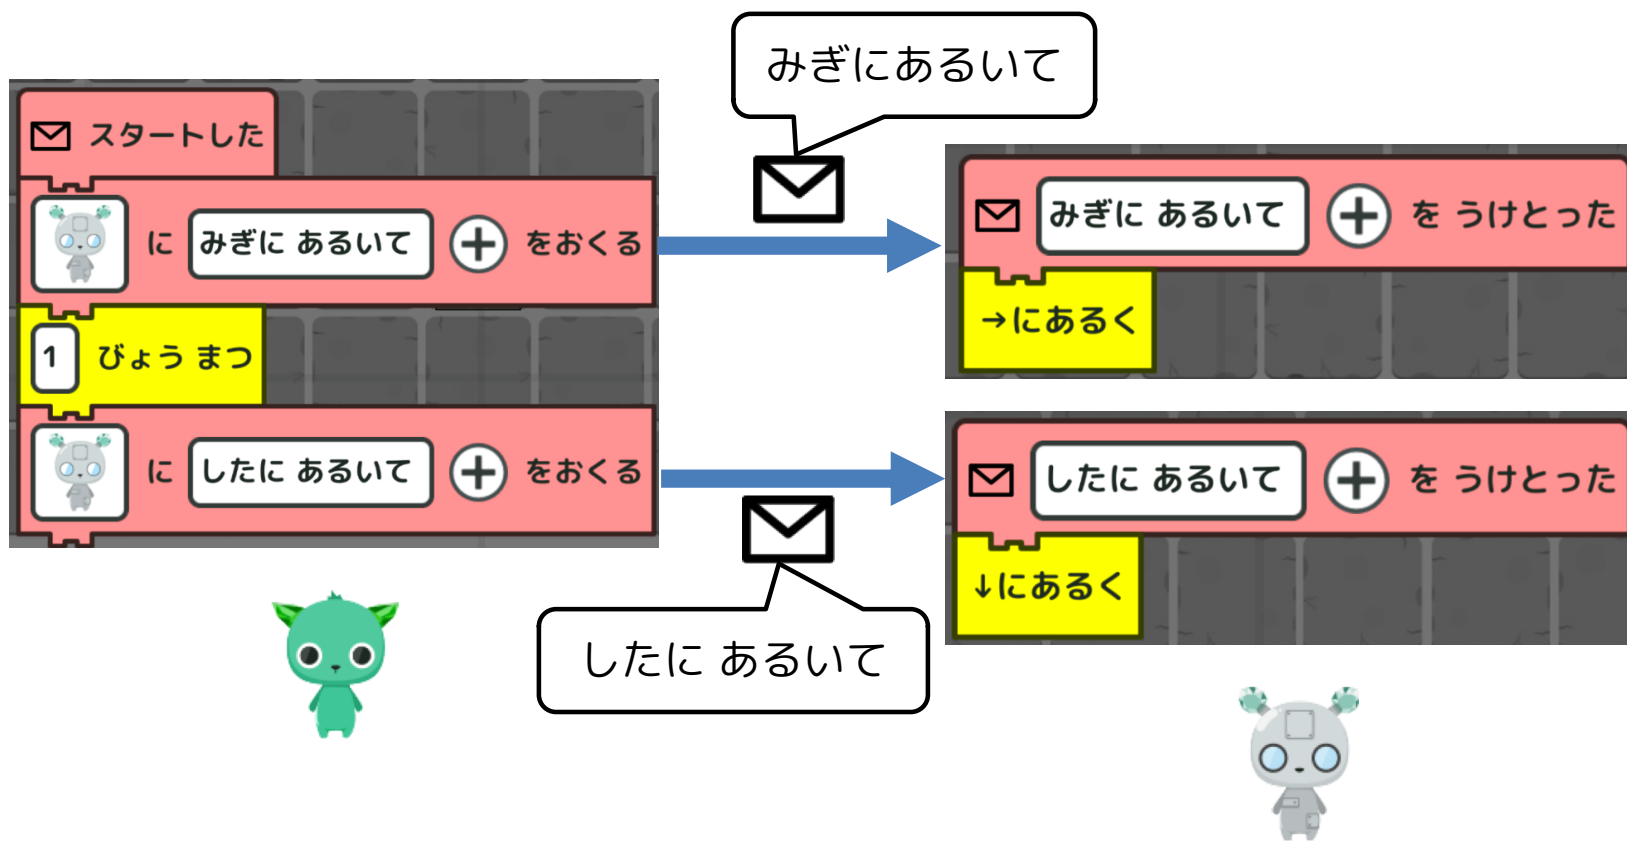 みぎにあるいて
スタートした
に みぎに あるいて + をおくる
1 びょう まつ
に したに あるいて + をおくる
みぎに あるいて + を うけとった
→にあるく
したに あるいて + を うけとった
↓にあるく
したに あるいて